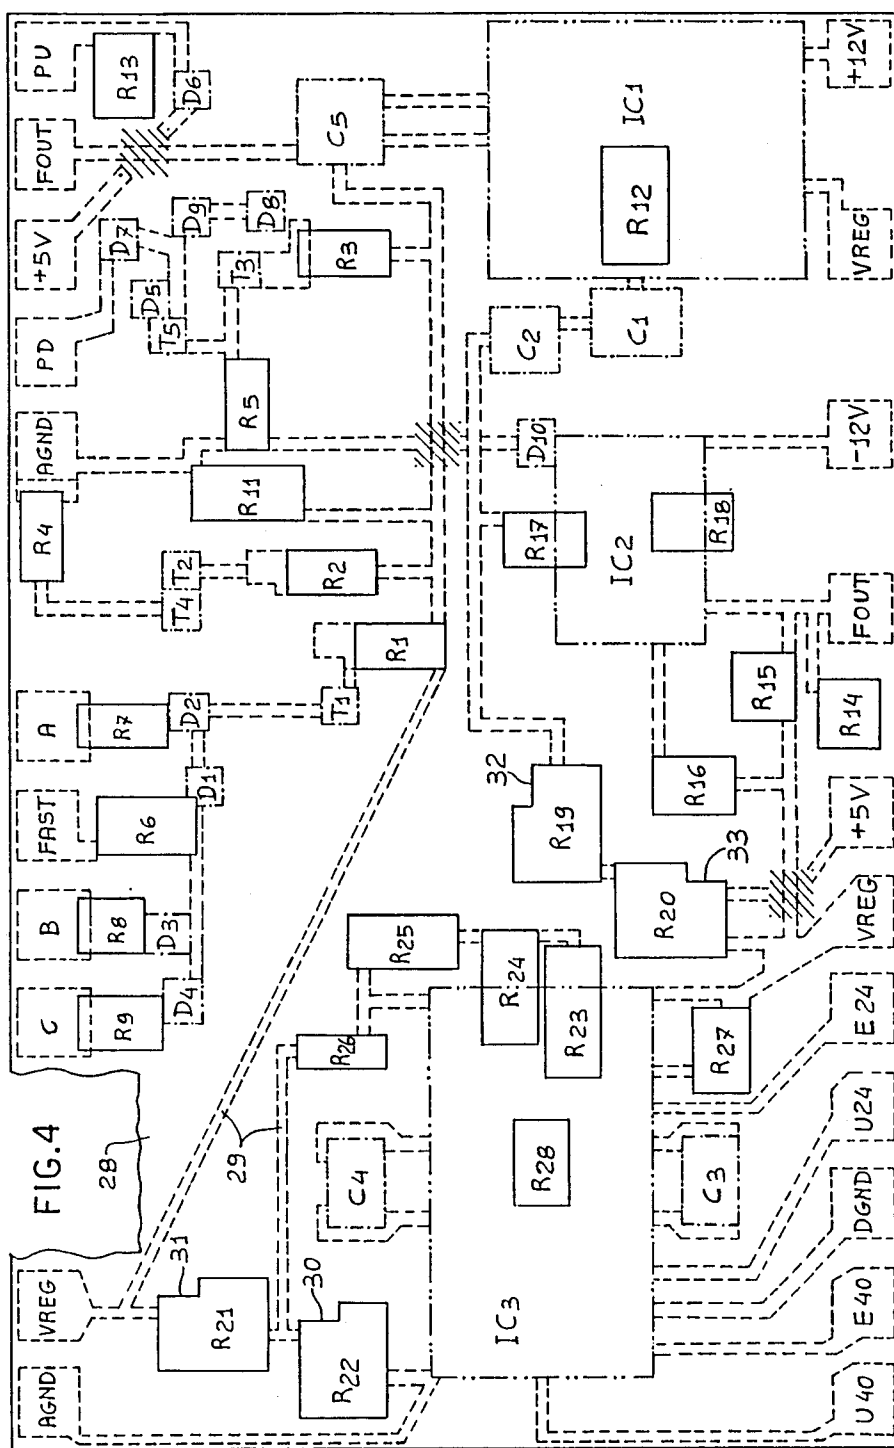 PU
FOUT
+5V
PD
AGND
A
FAST
B
C
FIG.4
28
VREG
AGND
R13
D6
D7
D9
D8
D5
T5
T3
R3
C5
R5
R4
R11
T2
T4
R2
R1
T1
R7
D2
D1
R6
R8
D3
R9
D4
29
31
R21
30
R22
IC1
R12
C2
C1
D10
R17
IC2
R18
R15
R14
R16
32
R19
R20
33
R25
R24
R23
R26
R27
C4
R28
C3
IC3
+12V
VREG
-12V
FOUT
+5V
VREG
E24
U24
DGND
E40
U40